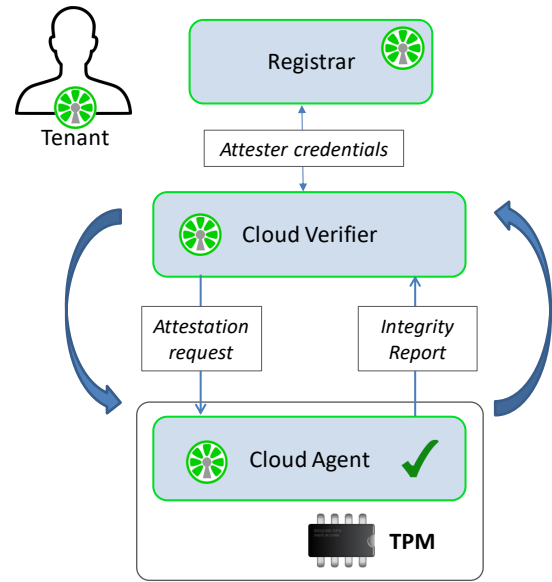 Registrar
Tenant
Attester credentials
Cloud Verifier
Attestation
request
Integrity
Report
Cloud Agent
TPM